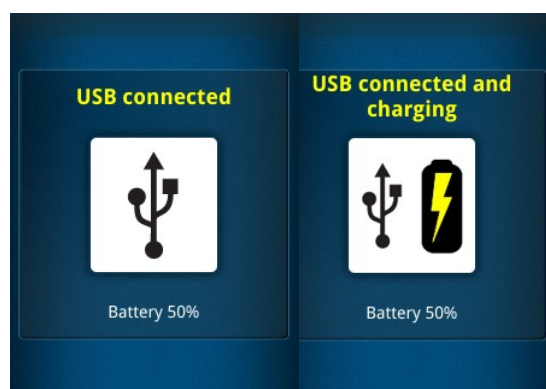 USB connected
Battery 50%
USB connected and
charging
Battery 50%